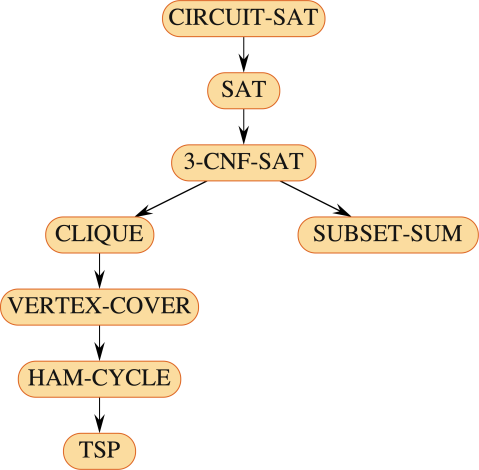 CIRCUIT-SAT
SAT
3-CNF-SAT
CLIQUE
SUBSET-SUM
VERTEX-COVER
HAM-CYCLE
TSP